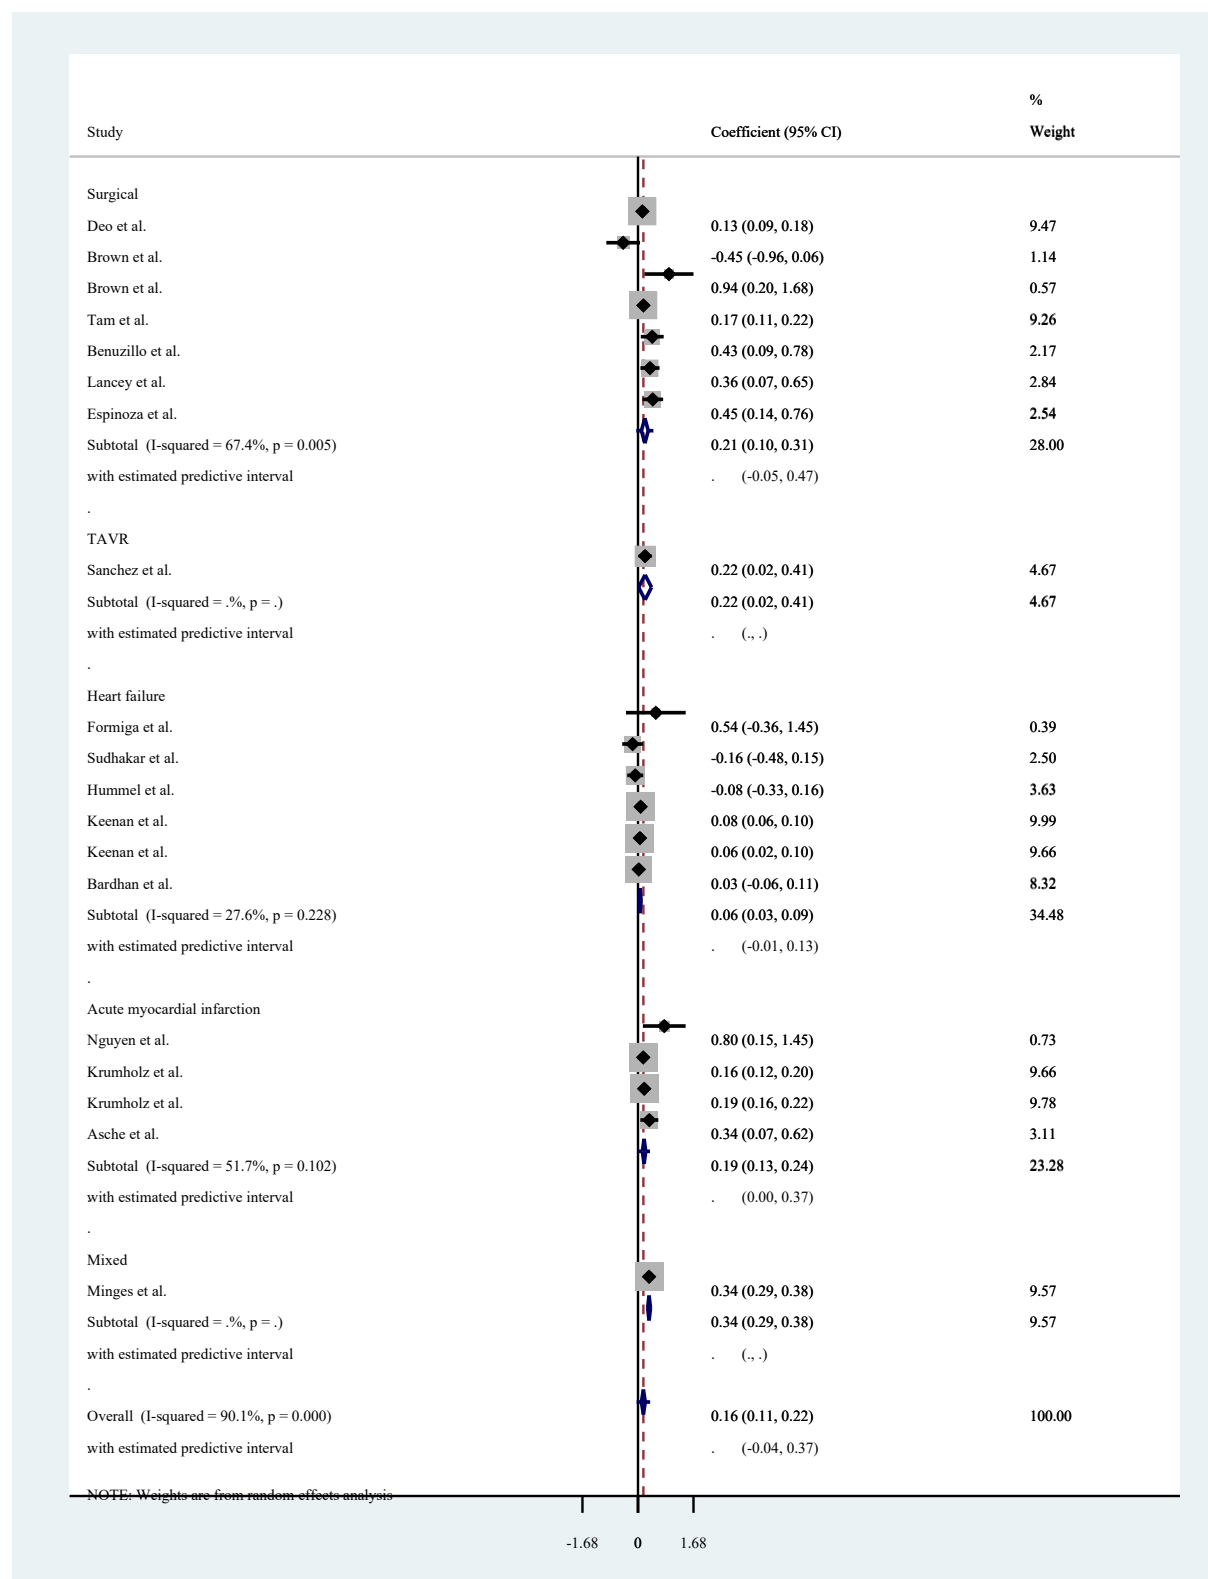 %
Study Coefficient (95% CI) Weight
Surgical
Deo et al. 0.13 (0.09, 0.18) 9.47
Brown et al. -0.45 (-0.96, 0.06) 1.14
Brown et al. 0.94 (0.20, 1.68) 0.57
Tam et al. 0.17 (0.11, 0.22) 9.26
Benuzillo et al. 0.43 (0.09, 0.78) 2.17
Lancey et al. 0.36 (0.07, 0.65) 2.84
Espinoza et al. 0.45 (0.14, 0.76) 2.54
Subtotal (I-squared = 67.4%, p = 0.005) 0.21 (0.10, 0.31) 28.00
with estimated predictive interval . (-0.05, 0.47)
.
TAVR
Sanchez et al. 0.22 (0.02, 0.41) 4.67
Subtotal (I-squared = .%, p = .) 0.22 (0.02, 0.41) 4.67
with estimated predictive interval . (., .)
.
Heart failure
Formiga et al. 0.54 (-0.36, 1.45) 0.39
Sudhakar et al. -0.16 (-0.48, 0.15) 2.50
Hummel et al. -0.08 (-0.33, 0.16) 3.63
Keenan et al. 0.08 (0.06, 0.10) 9.99
Keenan et al. 0.06 (0.02, 0.10) 9.66
Bardhan et al. 0.03 (-0.06, 0.11) 8.32
Subtotal (I-squared = 27.6%, p = 0.228) 0.06 (0.03, 0.09) 34.48
with estimated predictive interval . (-0.01, 0.13)
.
Acute myocardial infarction
Nguyen et al. 0.80 (0.15, 1.45) 0.73
Krumholz et al. 0.16 (0.12, 0.20) 9.66
Krumholz et al. 0.19 (0.16, 0.22) 9.78
Asche et al. 0.34 (0.07, 0.62) 3.11
Subtotal (I-squared = 51.7%, p = 0.102) 0.19 (0.13, 0.24) 23.28
with estimated predictive interval . (0.00, 0.37)
.
Mixed
Minges et al. 0.34 (0.29, 0.38) 9.57
Subtotal (I-squared = .%, p = .) 0.34 (0.29, 0.38) 9.57
with estimated predictive interval . (., .)
.
Overall (I-squared = 90.1%, p = 0.000) 0.16 (0.11, 0.22) 100.00
with estimated predictive interval . (-0.04, 0.37)
NOTE: Weights are from random effects analysis
-1.68 0 1.68